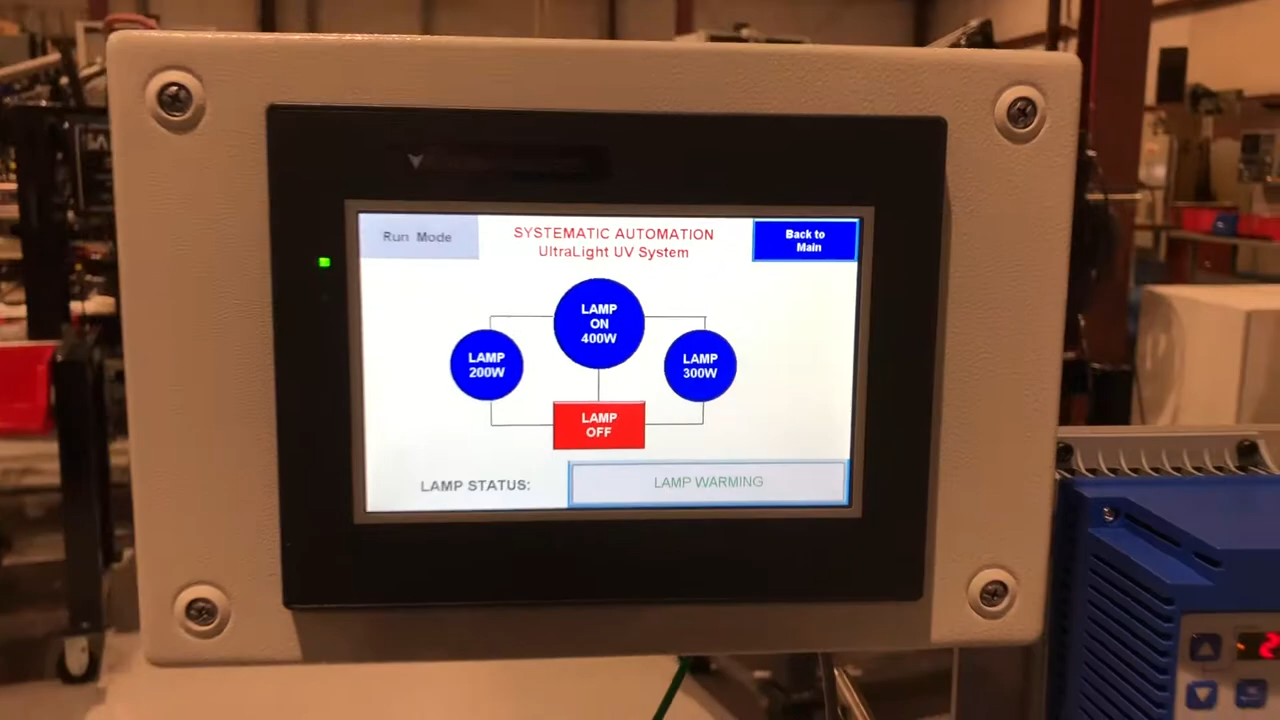 Run Mode
SYSTEMATIC AUTOMATION
UltraLight UV System
Back to
Main
LAMP
ON
400W
LAMP
200W
LAMP
300W
LAMP
OFF
LAMP STATUS:
LAMP WARMING